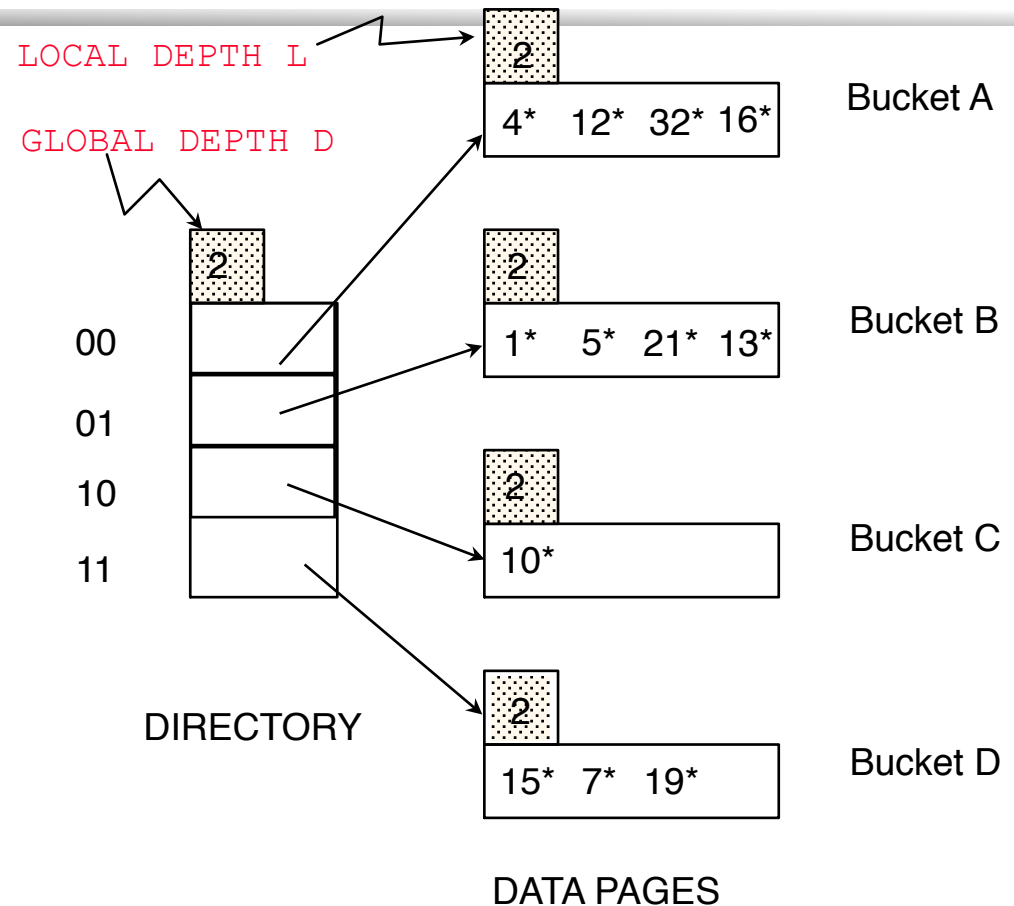 LOCAL DEPTH L
2
4* 12* 32* 16*
Bucket A
GLOBAL DEPTH D
2
00
01
10
11
DIRECTORY
2
1* 5* 21* 13*
Bucket B
2
10*
Bucket C
2
15* 7* 19*
Bucket D
DATA PAGES